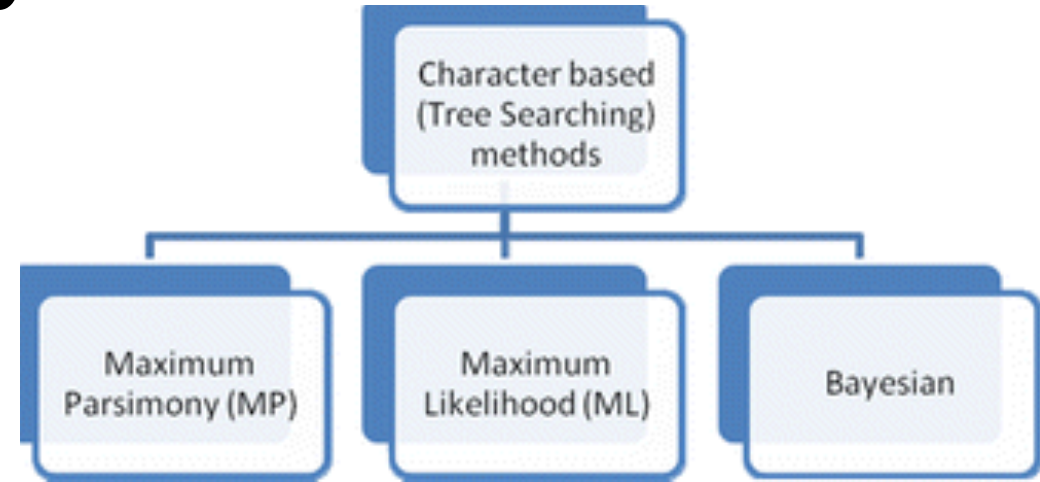 Character based
(Tree Searching)
methods
Maximum
Parsimony (MP)
Maximum
Likelihood (ML)
Bayesian